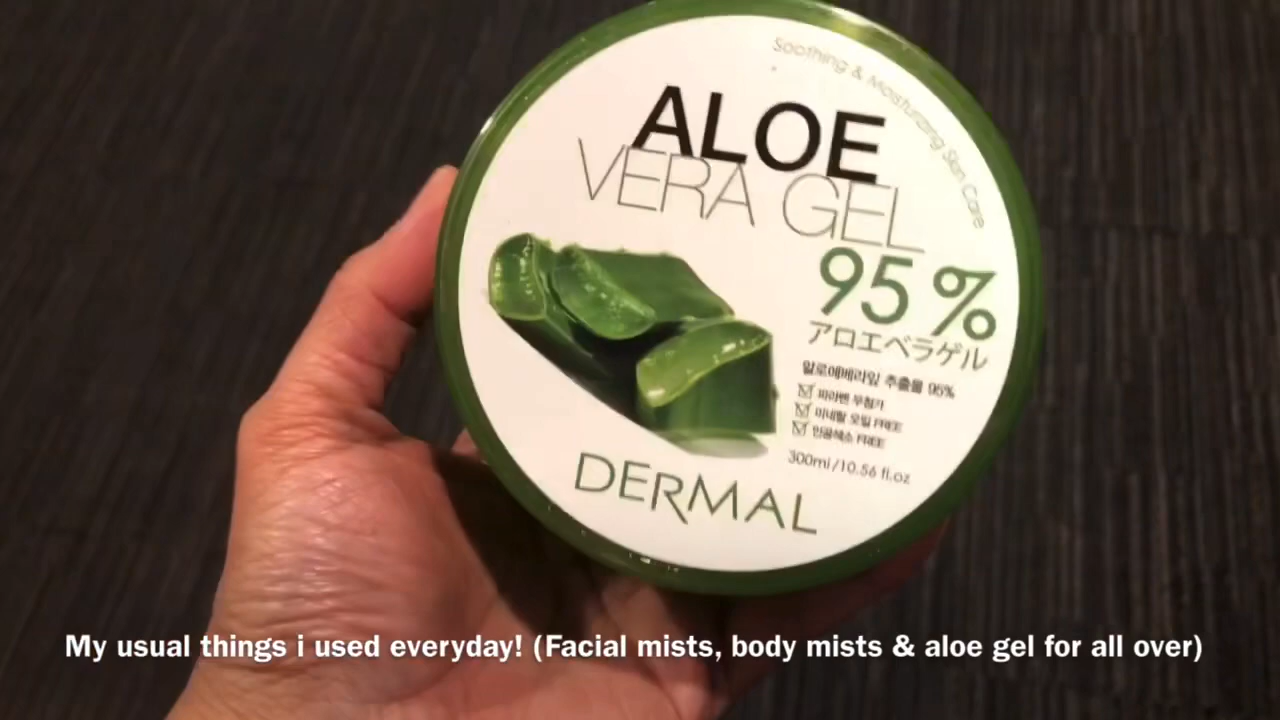 Soothing & Moisturizing Skin Care
ALOE
VERA GEL
95%
アロエベラゲル
알로에베라잎 추출물 95%
파라벤 무첨가
미네랄 오일 FREE
인공색소 FREE
300ml/10.56 fl.oz
DERMAL
My usual things i used everyday! (Facial mists, body mists & aloe gel for all over)